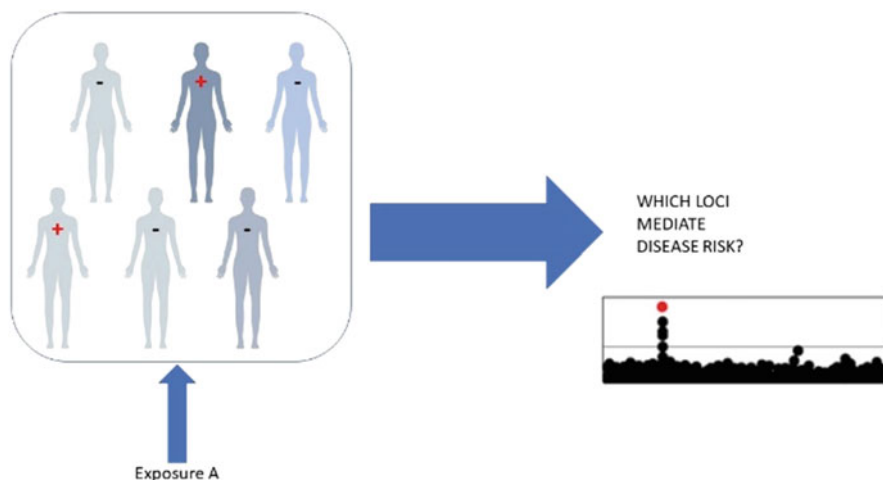 -
+
-
+
-
-
WHICH LOCI
MEDIATE
DISEASE RISK?
Exposure A